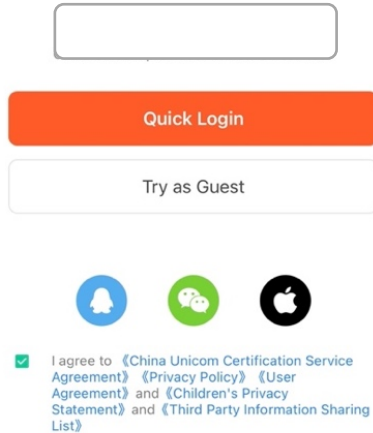 Quick Login
Try as Guest
I agree to 《China Unicom Certification Service
Agreement》 《Privacy Policy》 《User
Agreement》 and 《Children's Privacy
Statement》 and 《Third Party Information Sharing
List》